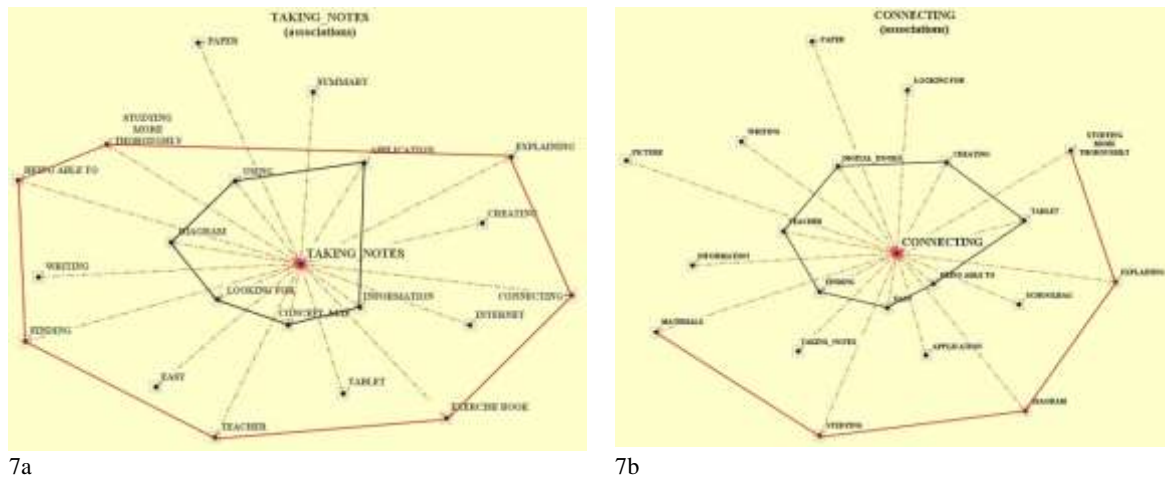 TAKING_NOTES
(associations)
PAPER
SUMMARY
STUDYING
MORE
THOROUGHLY
APPLICATION
EXPLAINING
BEING ABLE TO
USING
CREATING
DIAGRAM
TAKING_NOTES
WRITING
LOOKING FOR
INFORMATION
CONNECTING
CONCEPT_MAP
INTERNET
FINDING
EASY
TABLET
EXERCISE BOOK
TEACHER
7a
CONNECTING
(associations)
PAPER
LOOKING FOR
WRITING
STUDYING
MORE
THOROUGHLY
PICTURE
CREATING
TEACHER
TABLET
CONNECTING
INFORMATION
BEING ABLE TO
EXPLAINING
FINDING
EASY
SCHOOLBAG
MATERIALS
TAKING_NOTES
APPLICATION
DIAGRAM
STUDYING
7b